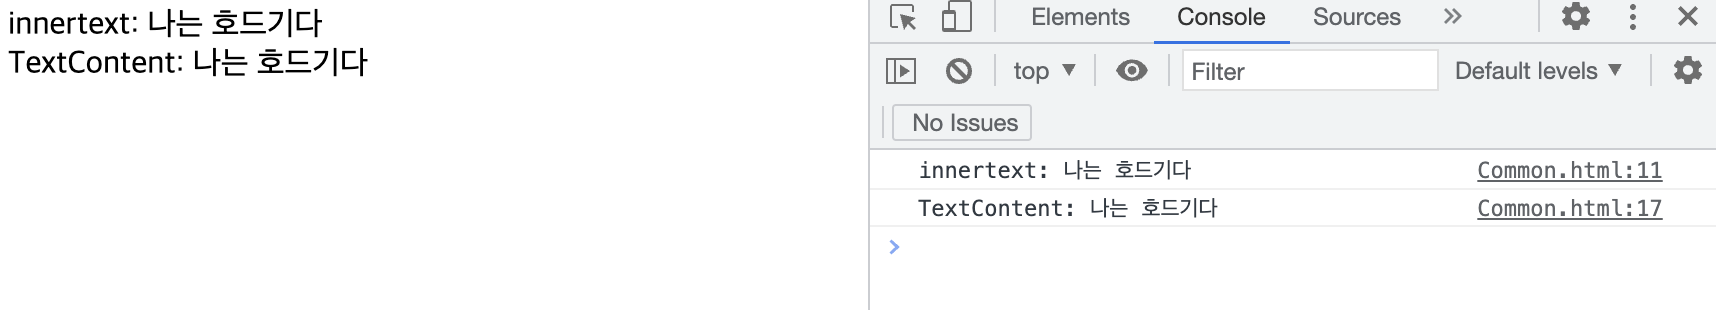 innertext: 나는 호드기다
TextContent: 나는 호드기다
Elements Console Sources »
top ▼ Filter Default levels ▼
No Issues
innertext: 나는 호드기다 Common.html:11
TextContent: 나는 호드기다 Common.html:17
>